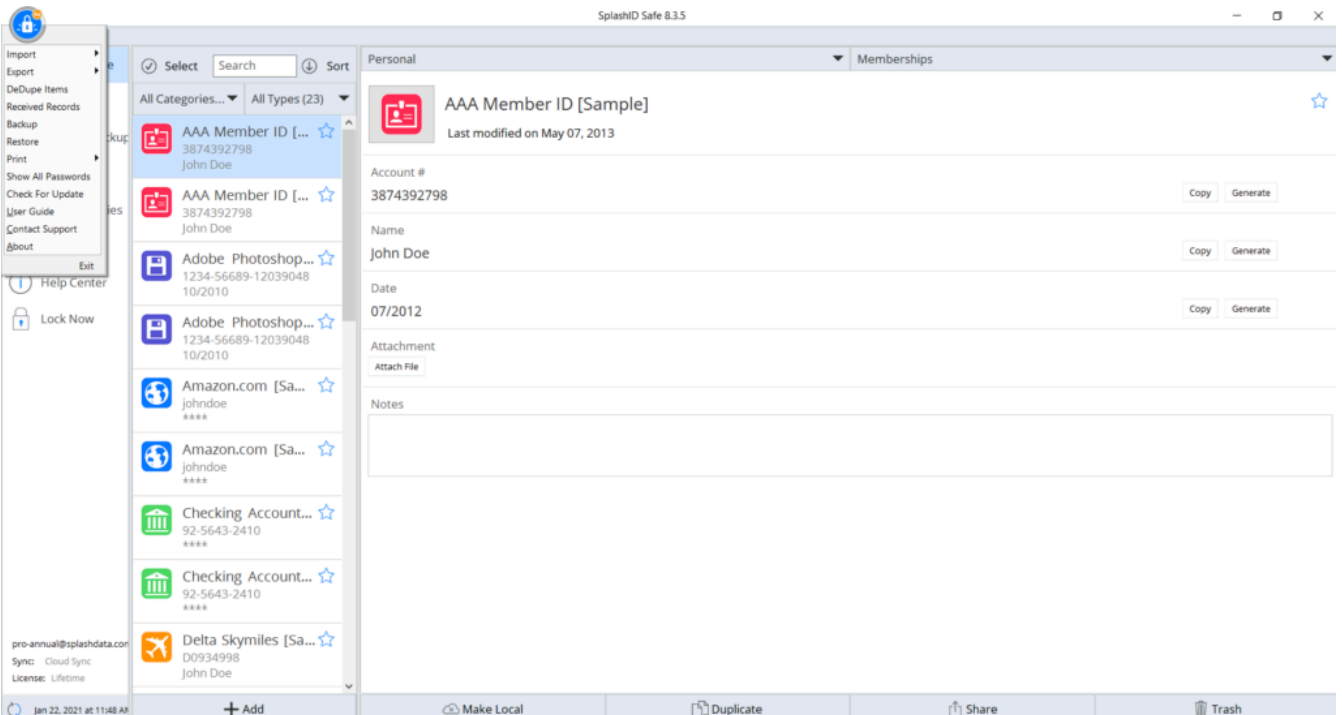 SplashID Safe 8.3.5
Import
Export
DeDupe Items
Received Records
Backup
Restore
Print
Show All Passwords
Check For Update
User Guide
Contact Support
About
Exit
Help Center
Lock Now
pro-annual@splashdata.com
Sync: Cloud Sync
License: Lifetime
Jan 22, 2021 at 11:48 AM
Select
Search
Sort
All Categories...
All Types (23)
AAA Member ID [...
3874392798
John Doe
AAA Member ID [...
3874392798
John Doe
Adobe Photoshop...
1234-56689-12039048
10/2010
Adobe Photoshop...
1234-56689-12039048
10/2010
Amazon.com [Sa...
johndoe
****
Amazon.com [Sa...
johndoe
****
Checking Account...
92-5643-2410
****
Checking Account...
92-5643-2410
****
Delta Skymiles [Sa...
D0934998
John Doe
Add
Personal
Memberships
AAA Member ID [Sample]
Last modified on May 07, 2013
Account #
3874392798
Copy Generate
Name
John Doe
Copy Generate
Date
07/2012
Copy Generate
Attachment
Attach File
Notes
Make Local
Duplicate
Share
Trash